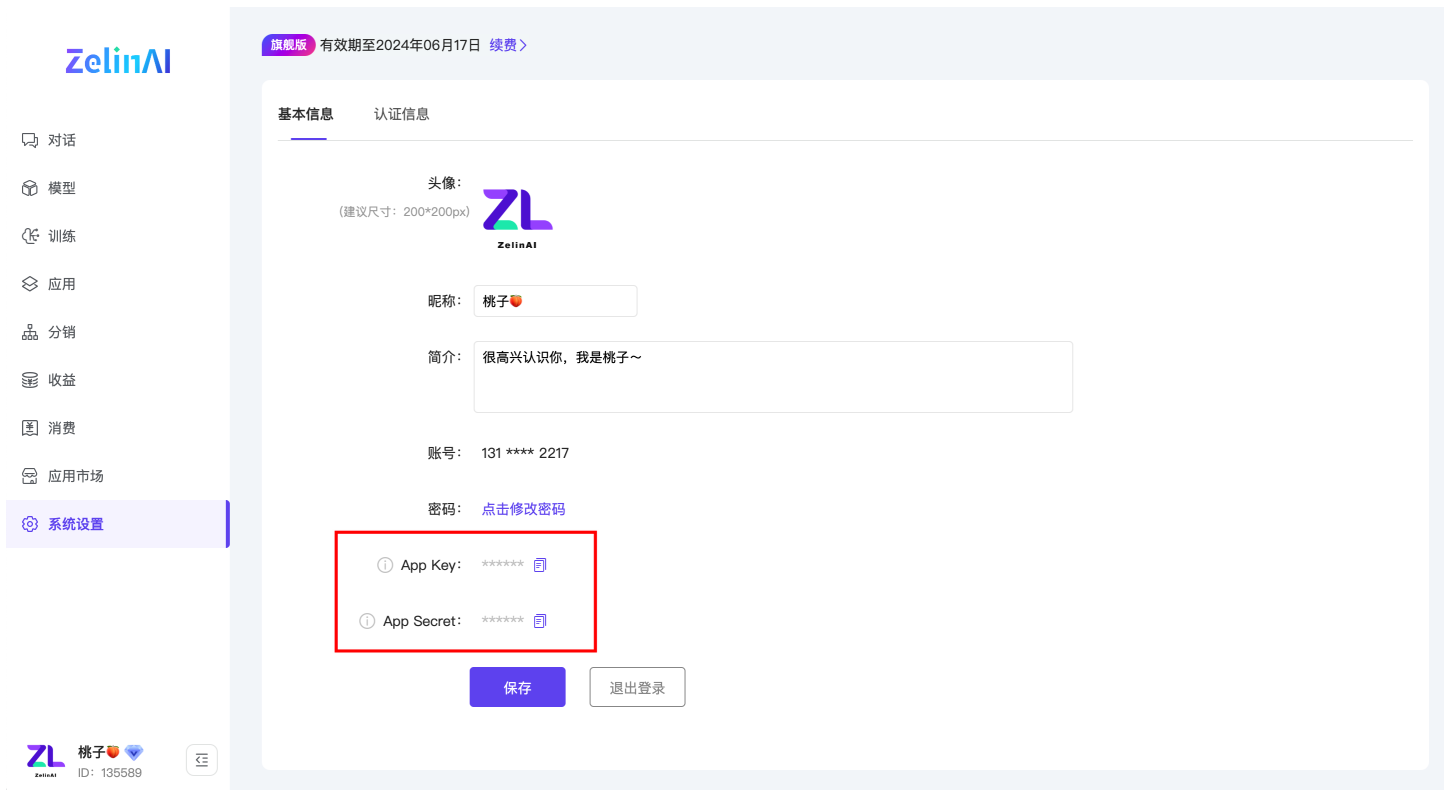 ZelinAI
对话
模型
训练
应用
分销
收益
消费
应用市场
系统设置
ZL
ZelinAI
桃子🍑
ID：135589
旗舰版 有效期至2024年06月17日 续费
基本信息 认证信息
头像：
（建议尺寸：200*200px）
ZL
ZelinAI
昵称： 桃子🍑
简介： 很高兴认识你，我是桃子～
账号： 131 **** 2217
密码： 点击修改密码
App Key： ******
App Secret： ******
保存 退出登录